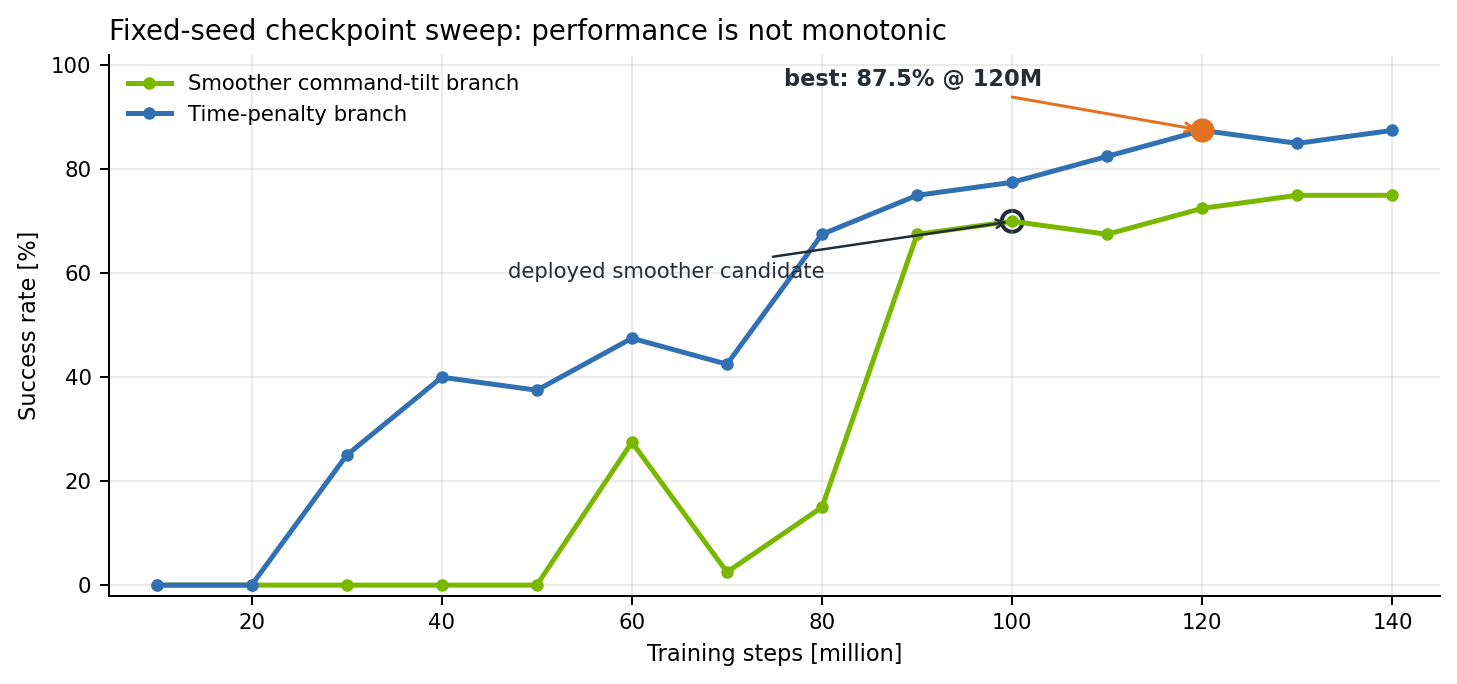 Fixed-seed checkpoint sweep: performance is not monotonic
Smoother command-tilt branch
Time-penalty branch
best: 87.5% @ 120M
deployed smoother candidate
Success rate [%]
100
80
60
40
20
0
20 40 60 80 100 120 140
Training steps [million]